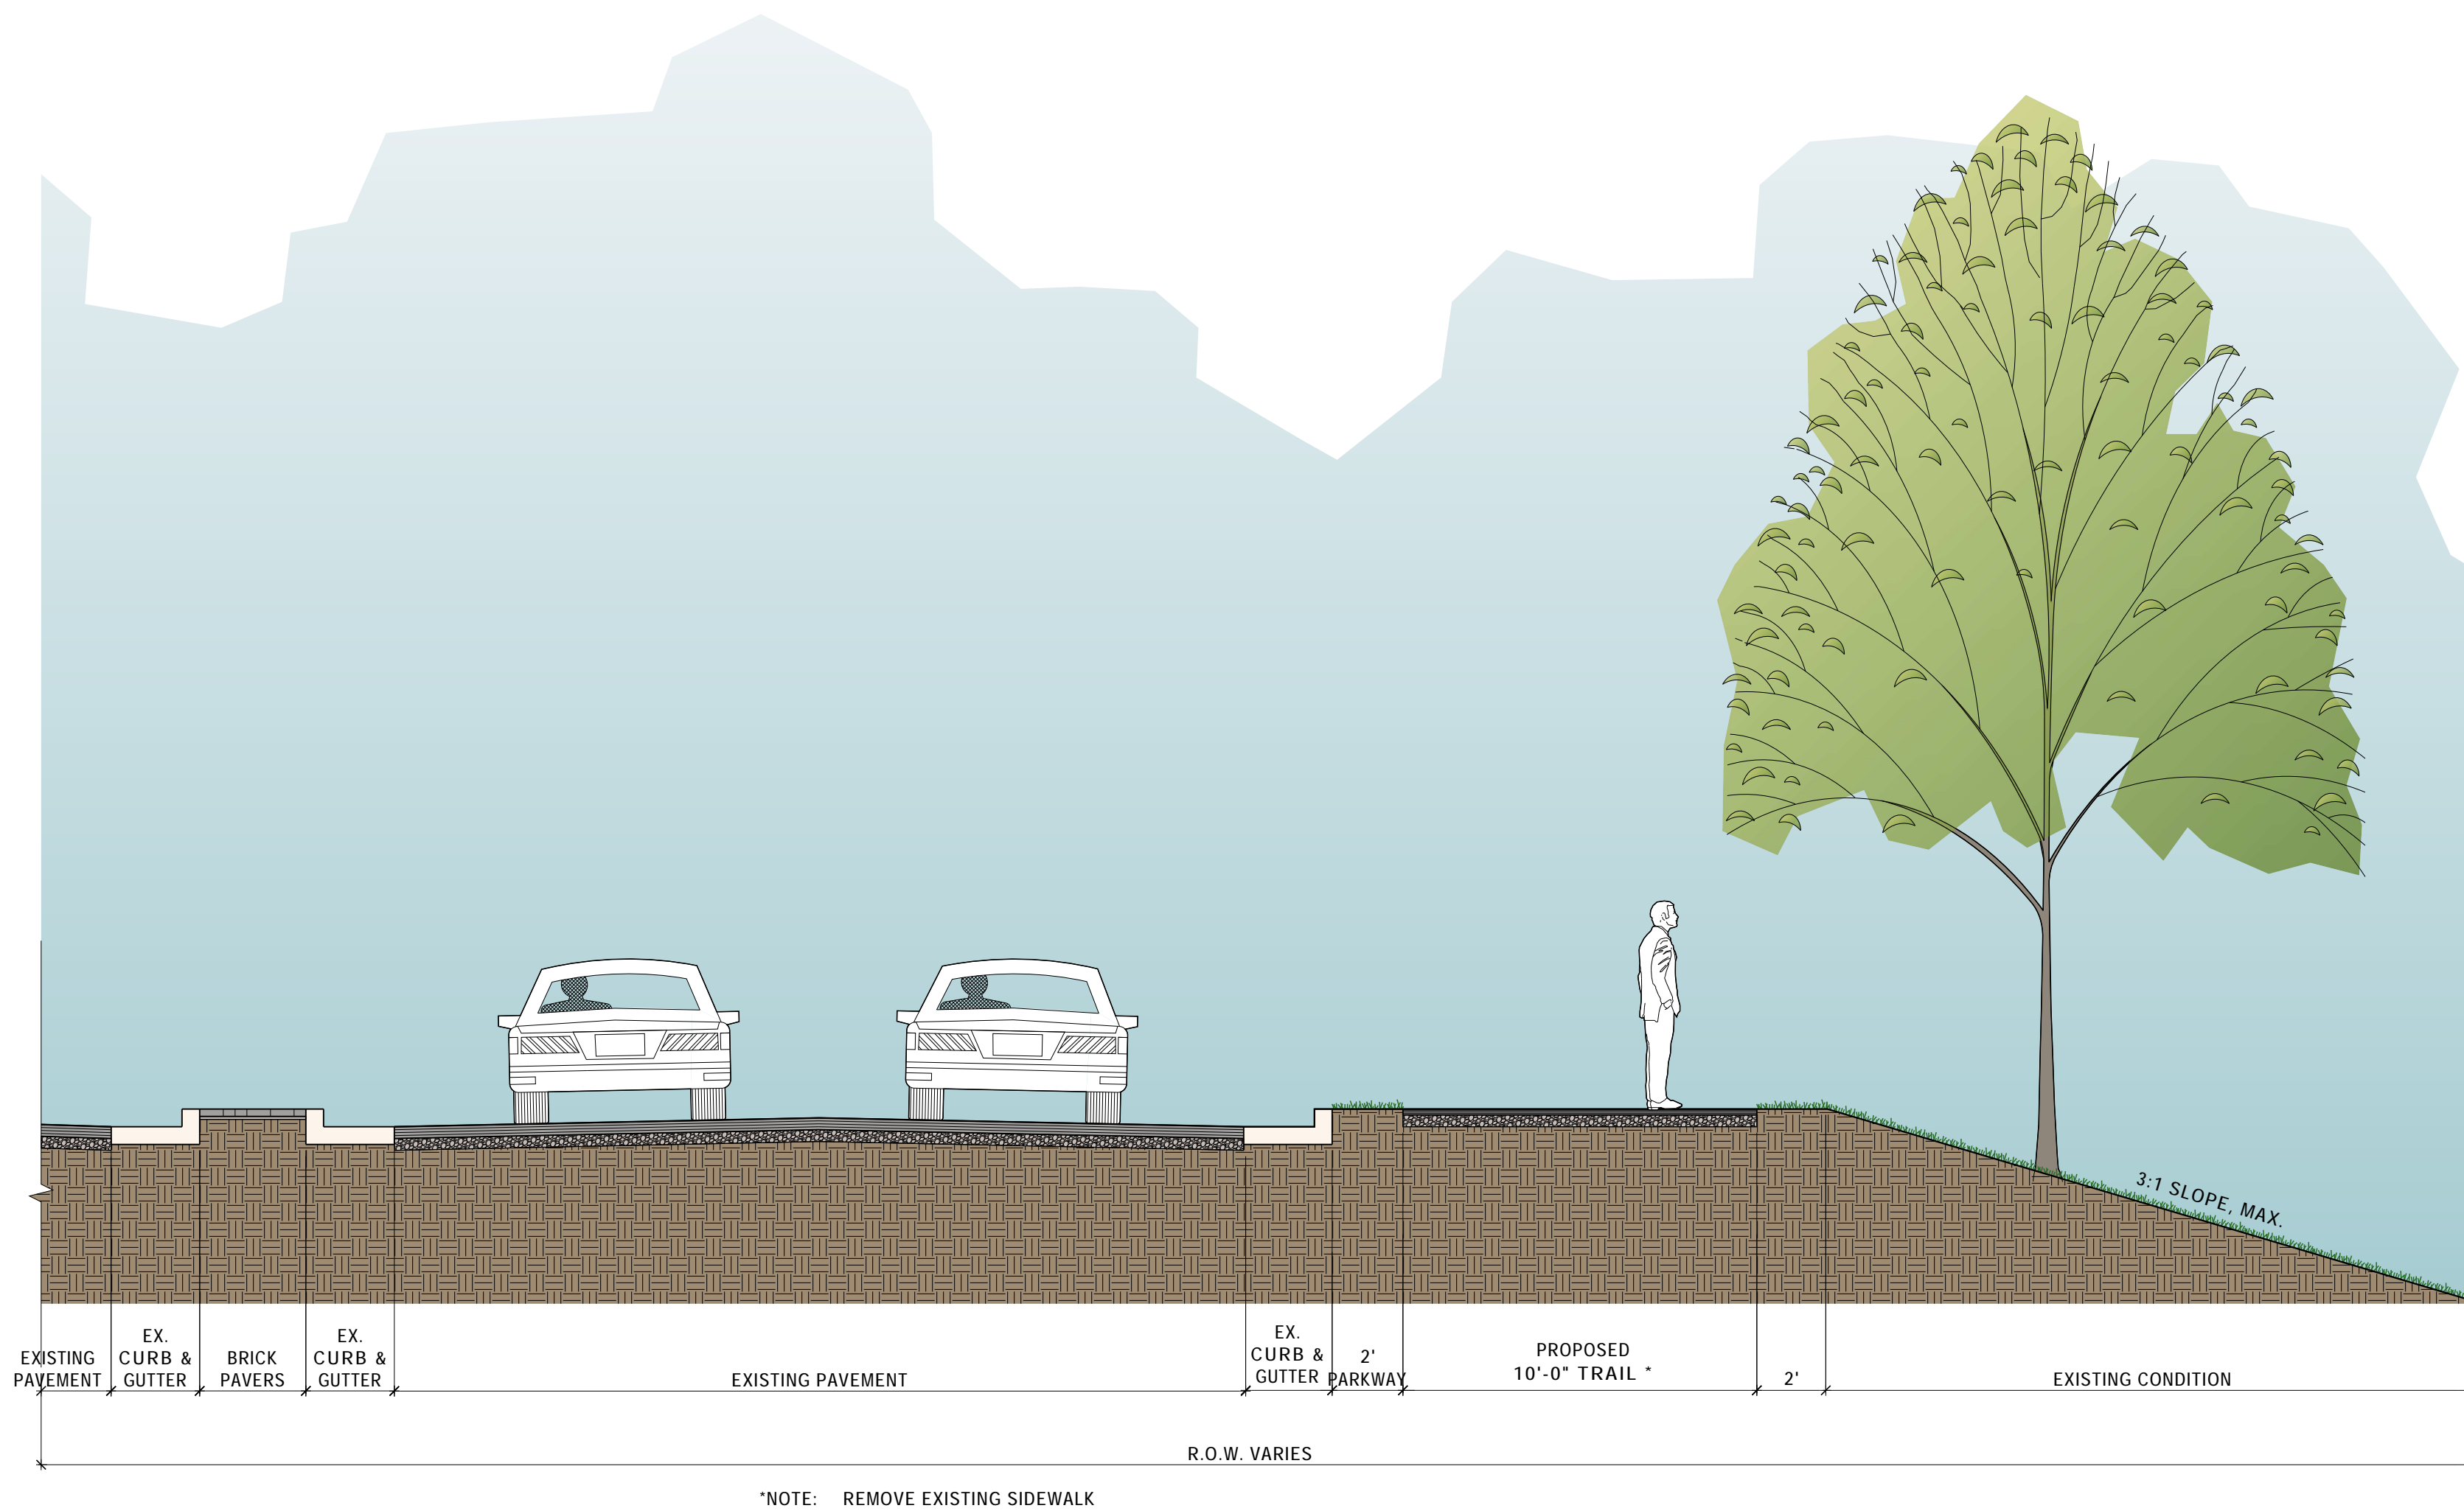 3:1 SLOPE, MAX.
EXISTING
PAVEMENT
EX.
CURB &
GUTTER
BRICK
PAVERS
EX.
CURB &
GUTTER
EXISTING PAVEMENT
EX.
CURB &
GUTTER
2'
PARKWAY
PROPOSED
10'-0" TRAIL *
2'
EXISTING CONDITION
R.O.W. VARIES
*NOTE: REMOVE EXISTING SIDEWALK